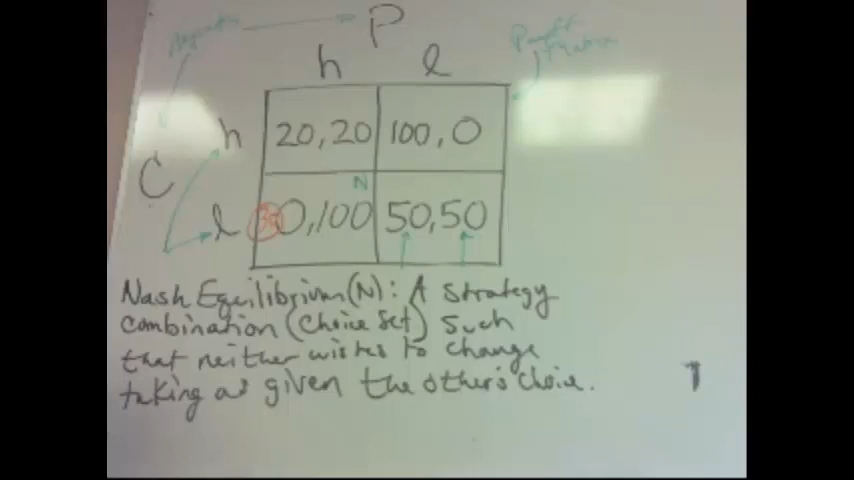 P
Payoff
h l
h 20,20 100,0
C
N
l 0,100 50,50
Nash Equilibrium (N): A strategy
combination (Choice Set) such
that neither wishes to change
taking as given the other's choice.